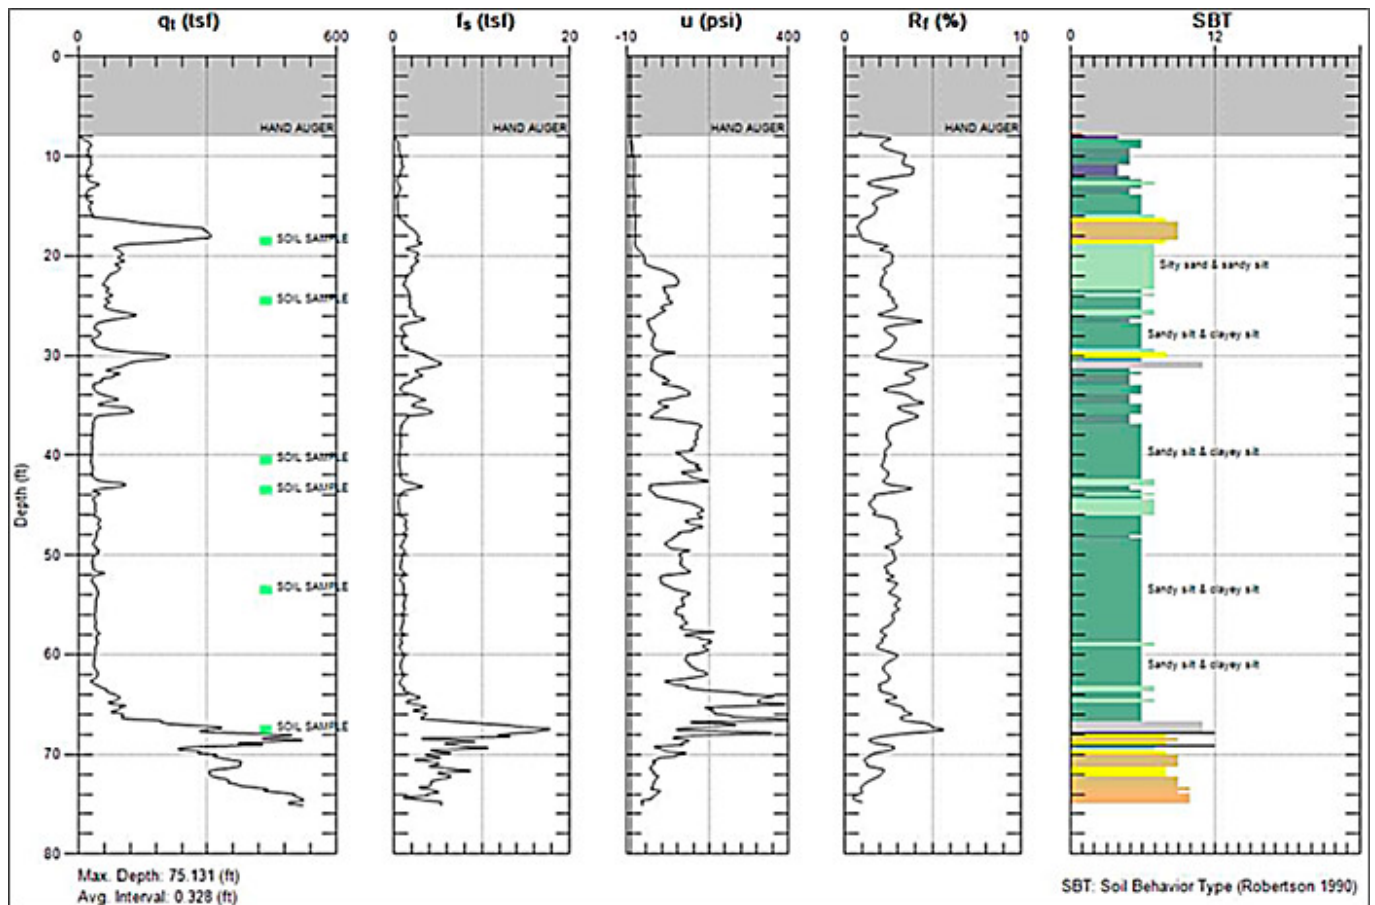 qt (tsf) fs (tsf) u (psi) Rf (%) SBT
0 600 0 20 -10 400 0 10 0 12
0
HAND AUGER HAND AUGER HAND AUGER HAND AUGER
10
SOIL SAMPLE
20
Silty sand & sandy silt
SOIL SAMPLE
Sandy silt & clayey silt
30
40
Sandy silt & clayey silt
SOIL SAMPLE
SOIL SAMPLE
Depth (ft)
50
SOIL SAMPLE
Sandy silt & clayey silt
60
Sandy silt & clayey silt
SOIL SAMPLE
70
80
Max. Depth: 75.131 (ft)
Avg. Interval: 0.328 (ft)
SBT: Soil Behavior Type (Robertson 1990)